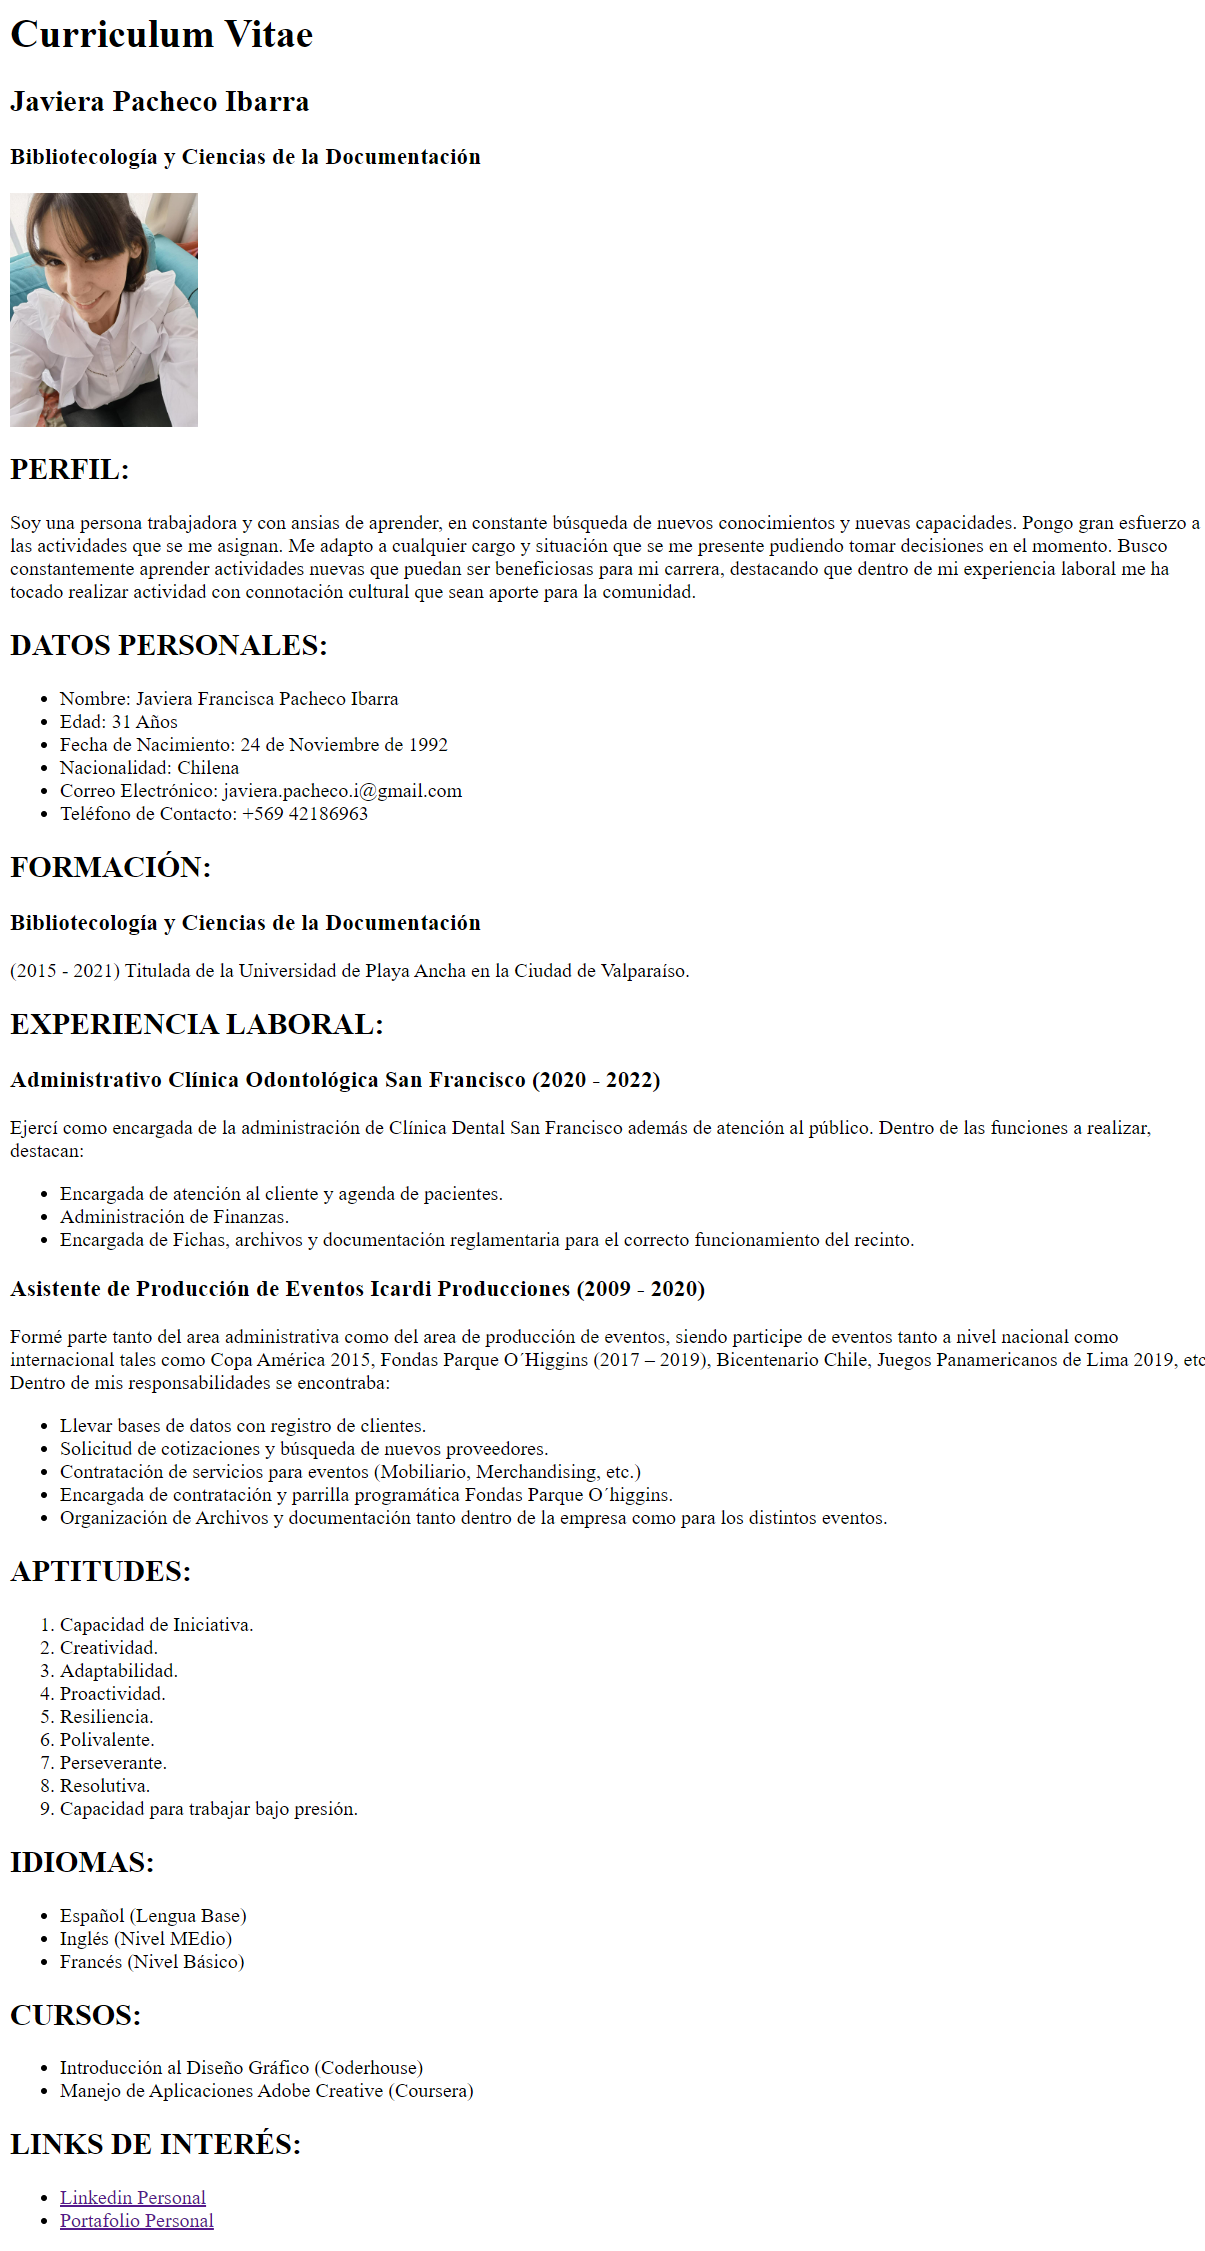 Curriculum Vitae
Javiera Pacheco Ibarra
Bibliotecología y Ciencias de la Documentación
PERFIL:
Soy una persona trabajadora y con ansias de aprender, en constante búsqueda de nuevos conocimientos y nuevas capacidades. Pongo gran esfuerzo a
las actividades que se me asignan. Me adapto a cualquier cargo y situación que se me presente pudiendo tomar decisiones en el momento. Busco
constantemente aprender actividades nuevas que puedan ser beneficiosas para mi carrera, destacando que dentro de mi experiencia laboral me ha
tocado realizar actividad con connotación cultural que sean aporte para la comunidad.
DATOS PERSONALES:
• Nombre: Javiera Francisca Pacheco Ibarra
• Edad: 31 Años
• Fecha de Nacimiento: 24 de Noviembre de 1992
• Nacionalidad: Chilena
• Correo Electrónico: javiera.pacheco.i@gmail.com
• Teléfono de Contacto: +569 42186963
FORMACIÓN:
Bibliotecología y Ciencias de la Documentación
(2015 - 2021) Titulada de la Universidad de Playa Ancha en la Ciudad de Valparaíso.
EXPERIENCIA LABORAL:
Administrativo Clínica Odontológica San Francisco (2020 - 2022)
Ejercí como encargada de la administración de Clínica Dental San Francisco además de atención al público. Dentro de las funciones a realizar,
destacan:
• Encargada de atención al cliente y agenda de pacientes.
• Administración de Finanzas.
• Encargada de Fichas, archivos y documentación reglamentaria para el correcto funcionamiento del recinto.
Asistente de Producción de Eventos Icardi Producciones (2009 - 2020)
Formé parte tanto del area administrativa como del area de producción de eventos, siendo participe de eventos tanto a nivel nacional como
internacional tales como Copa América 2015, Fondas Parque O´Higgins (2017 – 2019), Bicentenario Chile, Juegos Panamericanos de Lima 2019, etc
Dentro de mis responsabilidades se encontraba:
• Llevar bases de datos con registro de clientes.
• Solicitud de cotizaciones y búsqueda de nuevos proveedores.
• Contratación de servicios para eventos (Mobiliario, Merchandising, etc.)
• Encargada de contratación y parrilla programática Fondas Parque O´higgins.
• Organización de Archivos y documentación tanto dentro de la empresa como para los distintos eventos.
APTITUDES:
1. Capacidad de Iniciativa.
2. Creatividad.
3. Adaptabilidad.
4. Proactividad.
5. Resiliencia.
6. Polivalente.
7. Perseverante.
8. Resolutiva.
9. Capacidad para trabajar bajo presión.
IDIOMAS:
• Español (Lengua Base)
• Inglés (Nivel MEdio)
• Francés (Nivel Básico)
CURSOS:
• Introducción al Diseño Gráfico (Coderhouse)
• Manejo de Aplicaciones Adobe Creative (Coursera)
LINKS DE INTERÉS:
• Linkedin Personal
• Portafolio Personal